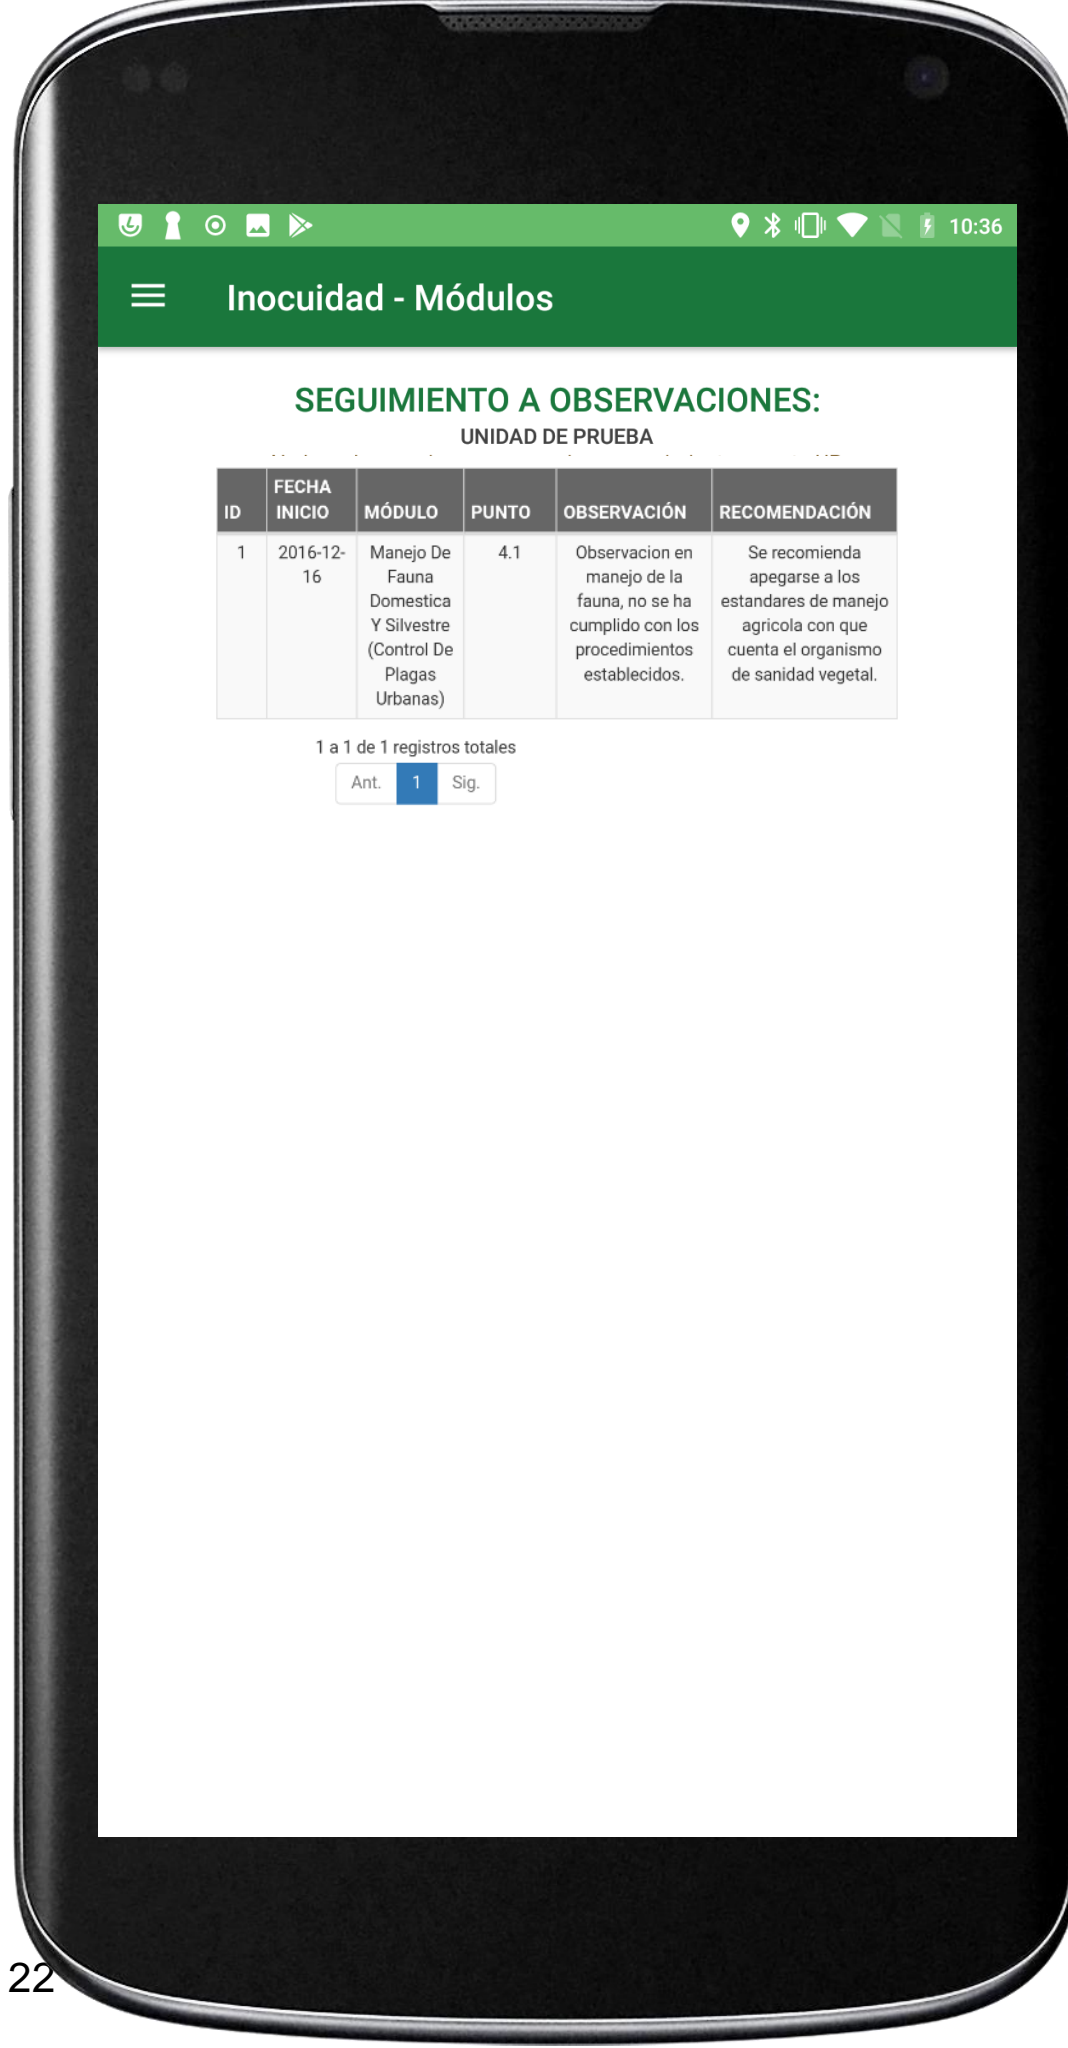 10:36
Inocuidad - Módulos
SEGUIMIENTO A OBSERVACIONES:
UNIDAD DE PRUEBA
ID
FECHA
INICIO
MÓDULO
PUNTO
OBSERVACIÓN
RECOMENDACIÓN
1
2016-12-
16
Manejo De
Fauna
Domestica
Y Silvestre
(Control De
Plagas
Urbanas)
4.1
Observacion en
manejo de la
fauna, no se ha
cumplido con los
procedimientos
establecidos.
Se recomienda
apegarse a los
estandares de manejo
agricola con que
cuenta el organismo
de sanidad vegetal.
1 a 1 de 1 registros totales
Ant. 1 Sig.
22